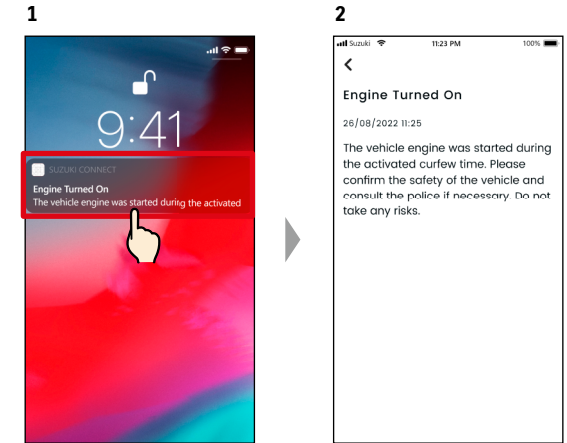 1
9:41
SUZUKI CONNECT
Engine Turned On
The vehicle engine was started during the activated
2
Suzuki 11:23 PM 100%
Engine Turned On
26/08/2022 11:25
The vehicle engine was started during
the activated curfew time. Please
confirm the safety of the vehicle and
consult the police if necessary. Do not
take any risks.